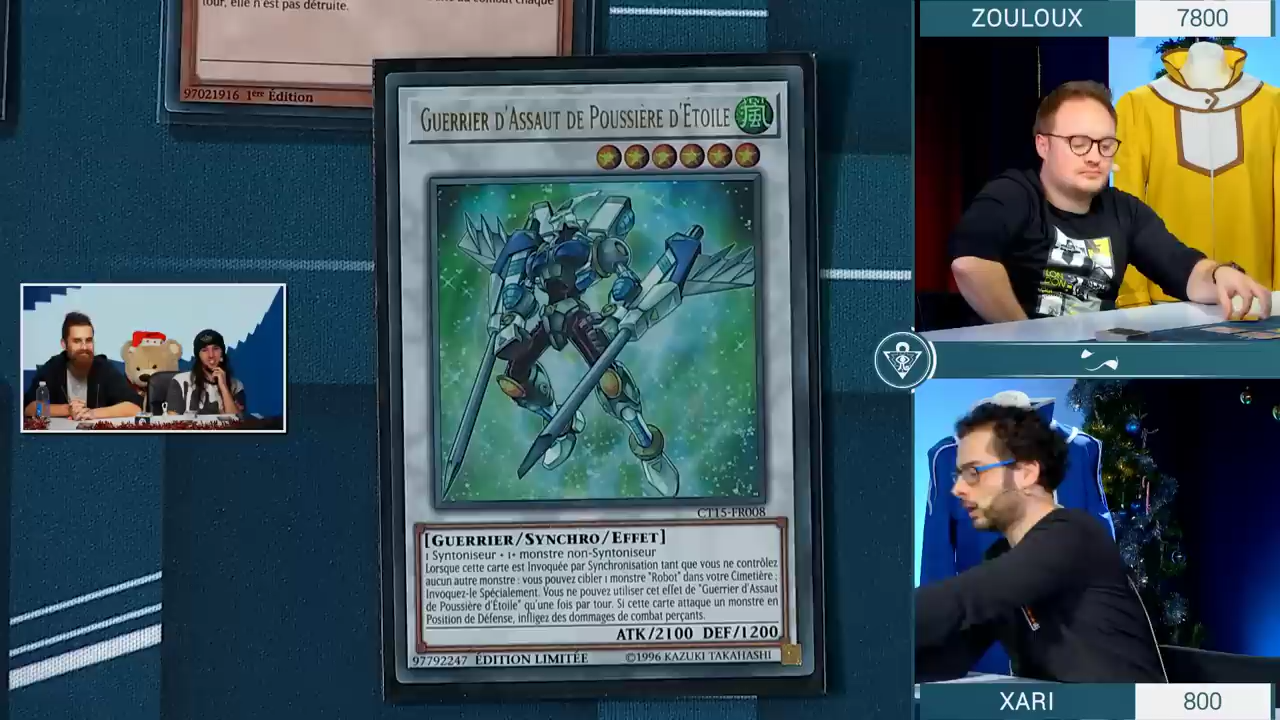 tour, elle n'est pas détruite.
97021916 1ère Édition
GUERRIER D'ASSAUT DE POUSSIÈRE D'ÉTOILE
CT15-FR008
[GUERRIER/SYNCHRO/EFFET]
1 Syntoniseur + 1+ monstre non-Syntoniseur
Lorsque cette carte est Invoquée par Synchronisation tant que vous ne contrôlez
aucun autre monstre : vous pouvez cibler 1 monstre "Robot" dans votre Cimetière ;
Invoquez-le Spécialement. Vous ne pouvez utiliser cet effet de "Guerrier d'Assaut
de Poussière d'Étoile" qu'une fois par tour. Si cette carte attaque un monstre en
Position de Défense, infligez des dommages de combat perçants.
ATK/2100 DEF/1200
97792247 ÉDITION LIMITÉE ©1996 KAZUKI TAKAHASHI
ZOULOUX 7800
XARI 800